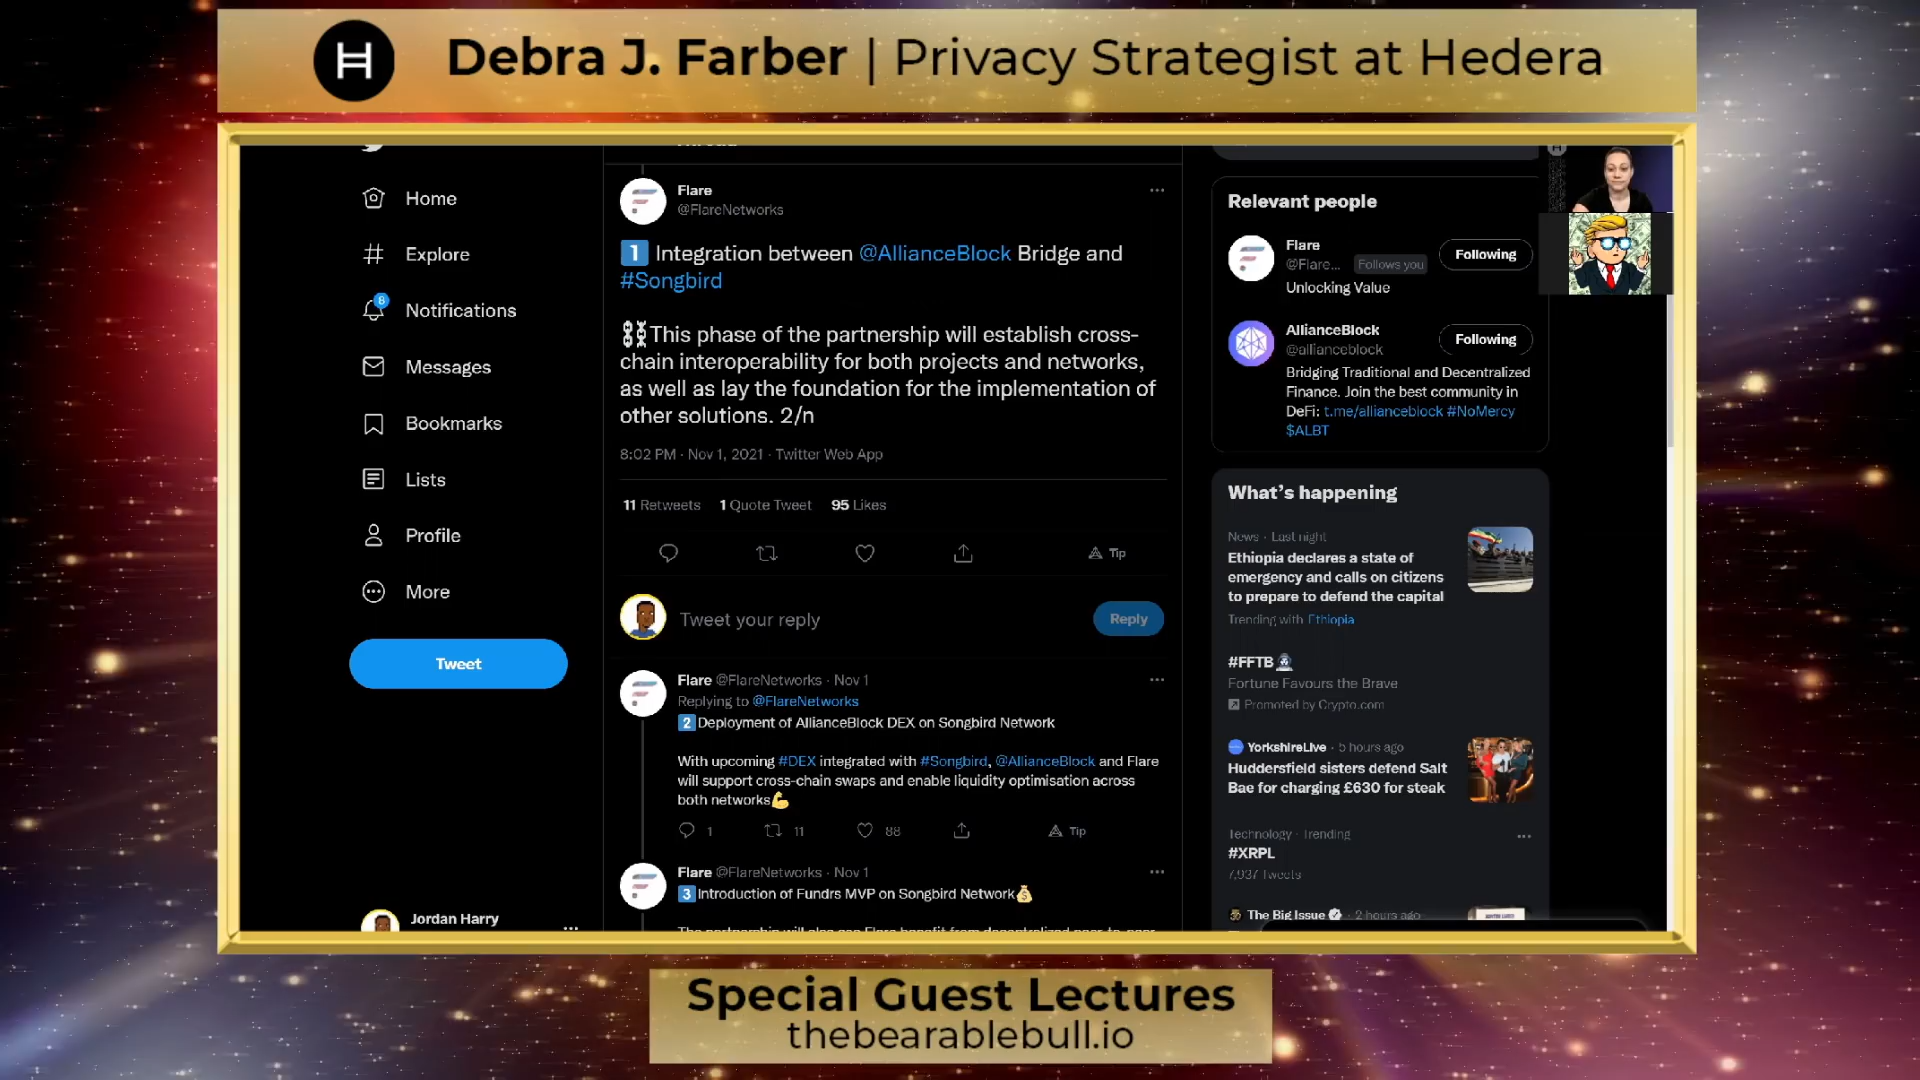 Debra J. Farber | Privacy Strategist at Hedera
Home
Explore
8
Notifications
Messages
Bookmarks
Lists
Profile
More
Tweet
Jordan Harry
Flare
@FlareNetworks
1 Integration between @AllianceBlock Bridge and
#Songbird
This phase of the partnership will establish cross-
chain interoperability for both projects and networks,
as well as lay the foundation for the implementation of
other solutions. 2/n
8:02 PM · Nov 1, 2021 · Twitter Web App
11 Retweets 1 Quote Tweet 95 Likes
Tip
Tweet your reply
Reply
Flare @FlareNetworks · Nov 1
Replying to @FlareNetworks
2 Deployment of AllianceBlock DEX on Songbird Network
With upcoming #DEX integrated with #Songbird, @AllianceBlock and Flare
will support cross-chain swaps and enable liquidity optimisation across
both networks
1 11 88 Tip
Flare @FlareNetworks · Nov 1
3 Introduction of Fundrs MVP on Songbird Network
Relevant people
Flare
@Flare... Follows you
Following
Unlocking Value
AllianceBlock
@allianceblock
Following
Bridging Traditional and Decentralized
Finance. Join the best community in
DeFi: t.me/allianceblock #NoMercy
$ALBT
What's happening
News · Last night
Ethiopia declares a state of
emergency and calls on citizens
to prepare to defend the capital
Trending with Ethiopia
#FFTB
Fortune Favours the Brave
Promoted by Crypto.com
YorkshireLive · 5 hours ago
Huddersfield sisters defend Salt
Bae for charging £630 for steak
Technology · Trending
#XRPL
7,937 Tweets
The Big Issue · 2 hours ago
Special Guest Lectures
thebearablebull.io